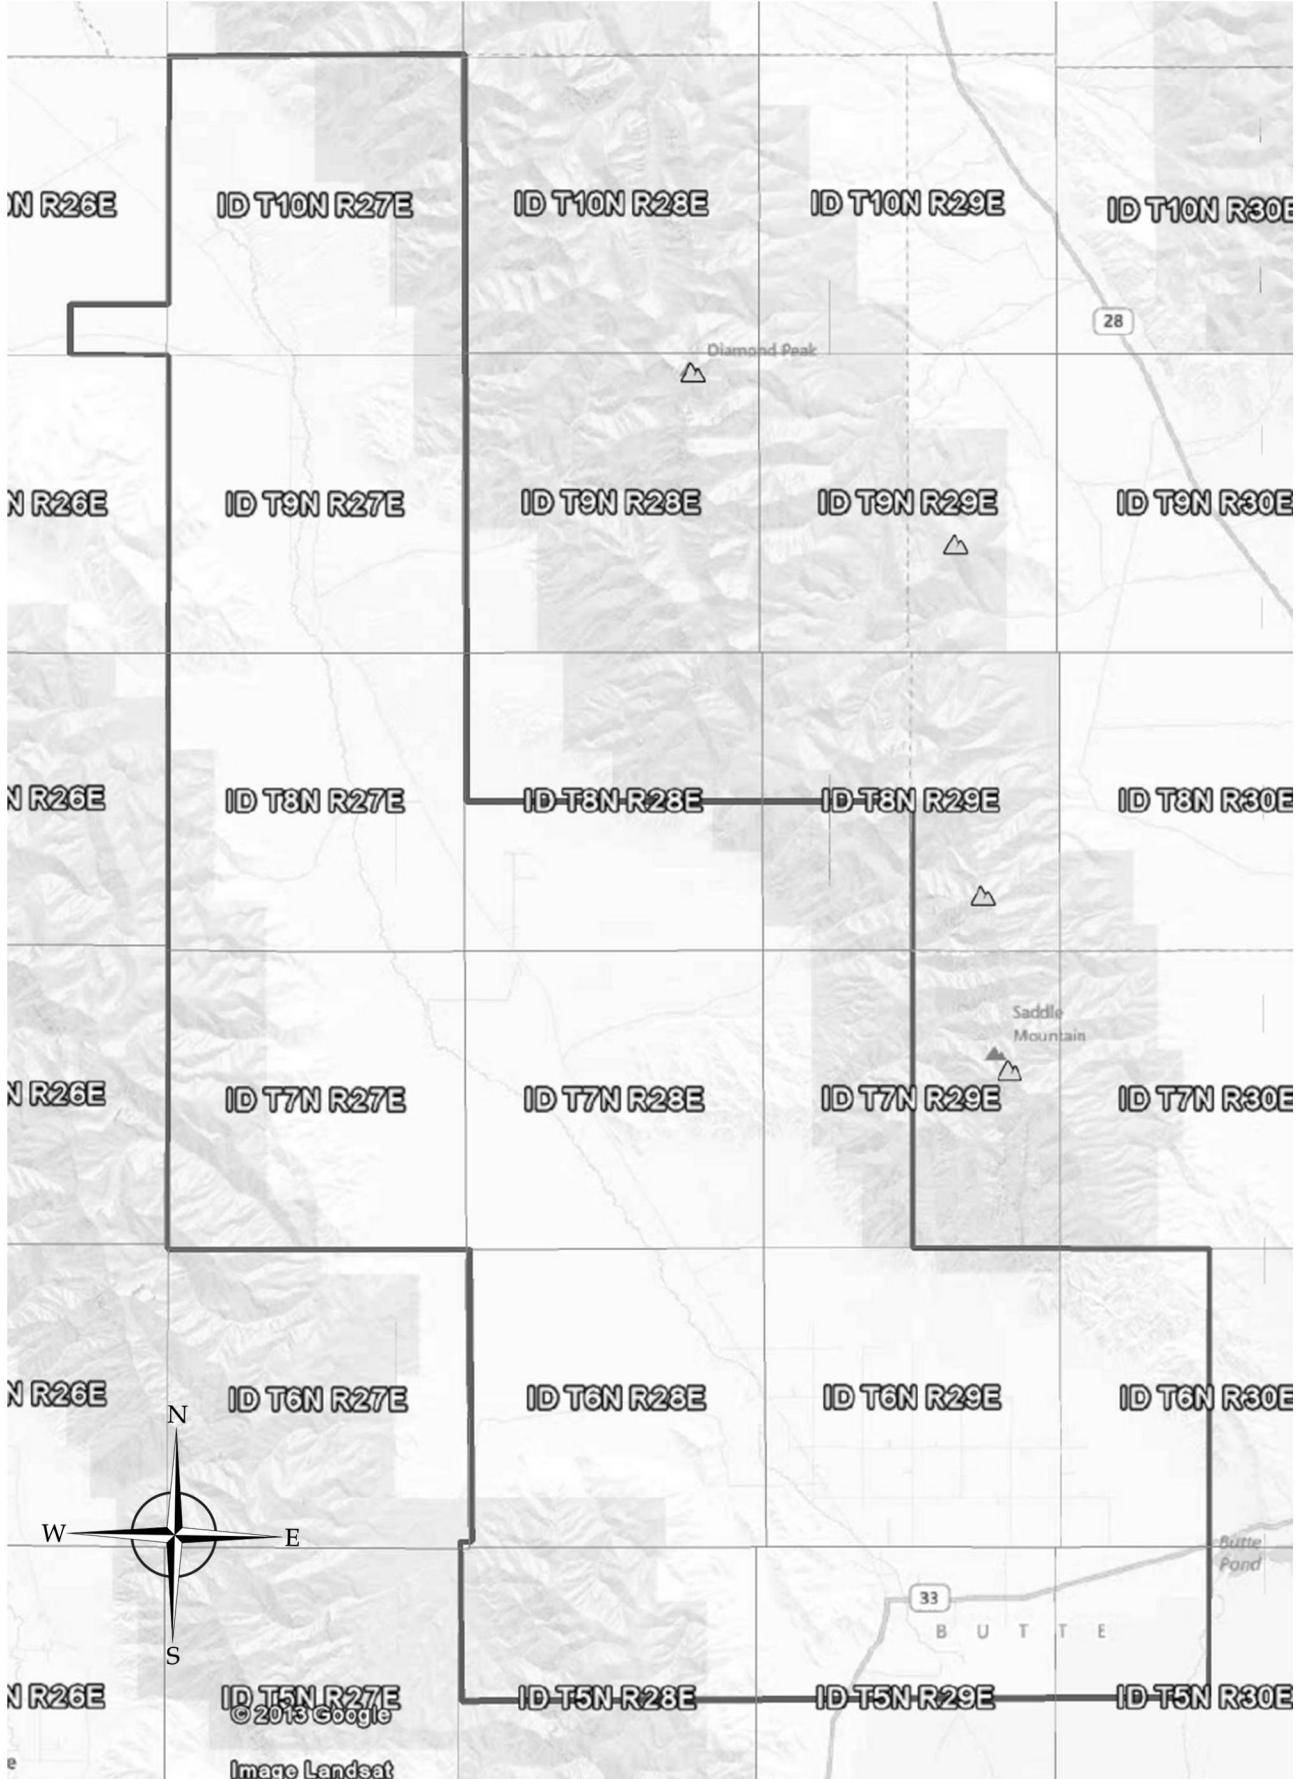 N R26E
ID T10N R27E
ID T10N R28E
ID T10N R29E
ID T10N R30E
28
Diamond Peak
N R26E
ID T9N R27E
ID T9N R28E
ID T9N R29E
ID T9N R30E
N R26E
ID T8N R27E
ID T8N R28E
ID T8N R29E
ID T8N R30E
Saddle
Mountain
N R26E
ID T7N R27E
ID T7N R28E
ID T7N R29E
ID T7N R30E
N R26E
ID T6N R27E
ID T6N R28E
ID T6N R29E
ID T6N R30E
N
W
E
S
Butte
Pond
33
BUTTE
N R26E
ID T5N R27E
ID T5N R28E
ID T5N R29E
ID T5N R30E
© 2013 Google
e
Image Landsat